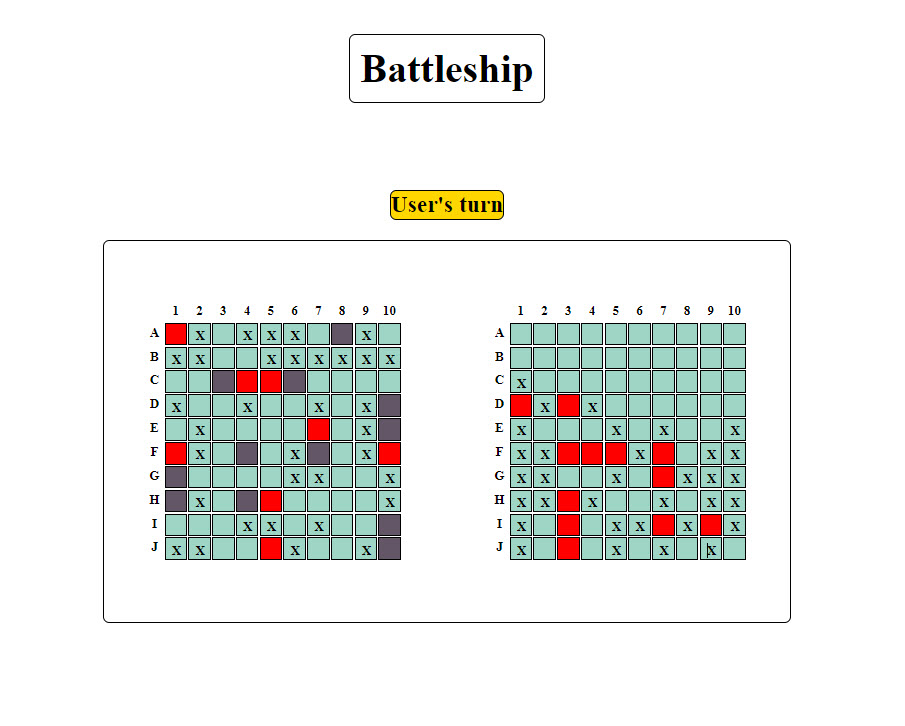 Battleship
User's turn
1 2 3 4 5 6 7 8 9 10
A x x x x x
B x x x x x x x x
C
D x x x x
E x x
F x x x
G x x x
H x x
I x x x
J x x x x
1 2 3 4 5 6 7 8 9 10
A
B
C x
D x x
E x x x x
F x x x x x
G x x x x x x
H x x x x x x
I x x x x x
J x x x x